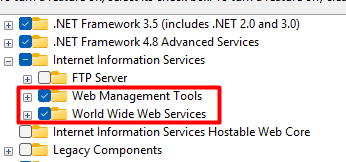 .NET Framework 3.5 (includes .NET 2.0 and 3.0)
.NET Framework 4.8 Advanced Services
Internet Information Services
FTP Server
Web Management Tools
World Wide Web Services
Internet Information Services Hostable Web Core
Legacy Components